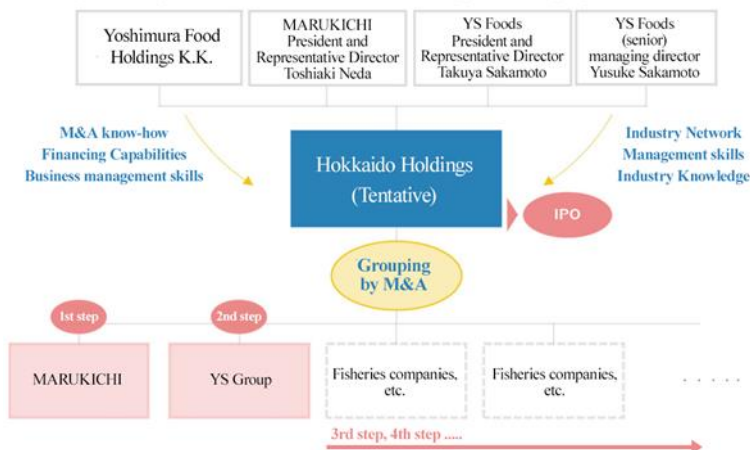 Yoshimura Food
Holdings K.K.
MARUKICHI
President and
Representative Director
Toshiaki Neda
YS Foods
President and
Representative Director
Takuya Sakamoto
YS Foods
(senior)
managing director
Yusuke Sakamoto
M&A know-how
Financing Capabilities
Business management skills
Hokkaido Holdings
(Tentative)
Industry Network
Management skills
Industry Knowledge
IPO
Grouping
by M&A
1st step
2nd step
MARUKICHI
YS Group
Fisheries companies,
etc.
Fisheries companies,
etc.
.....
3rd step, 4th step .....